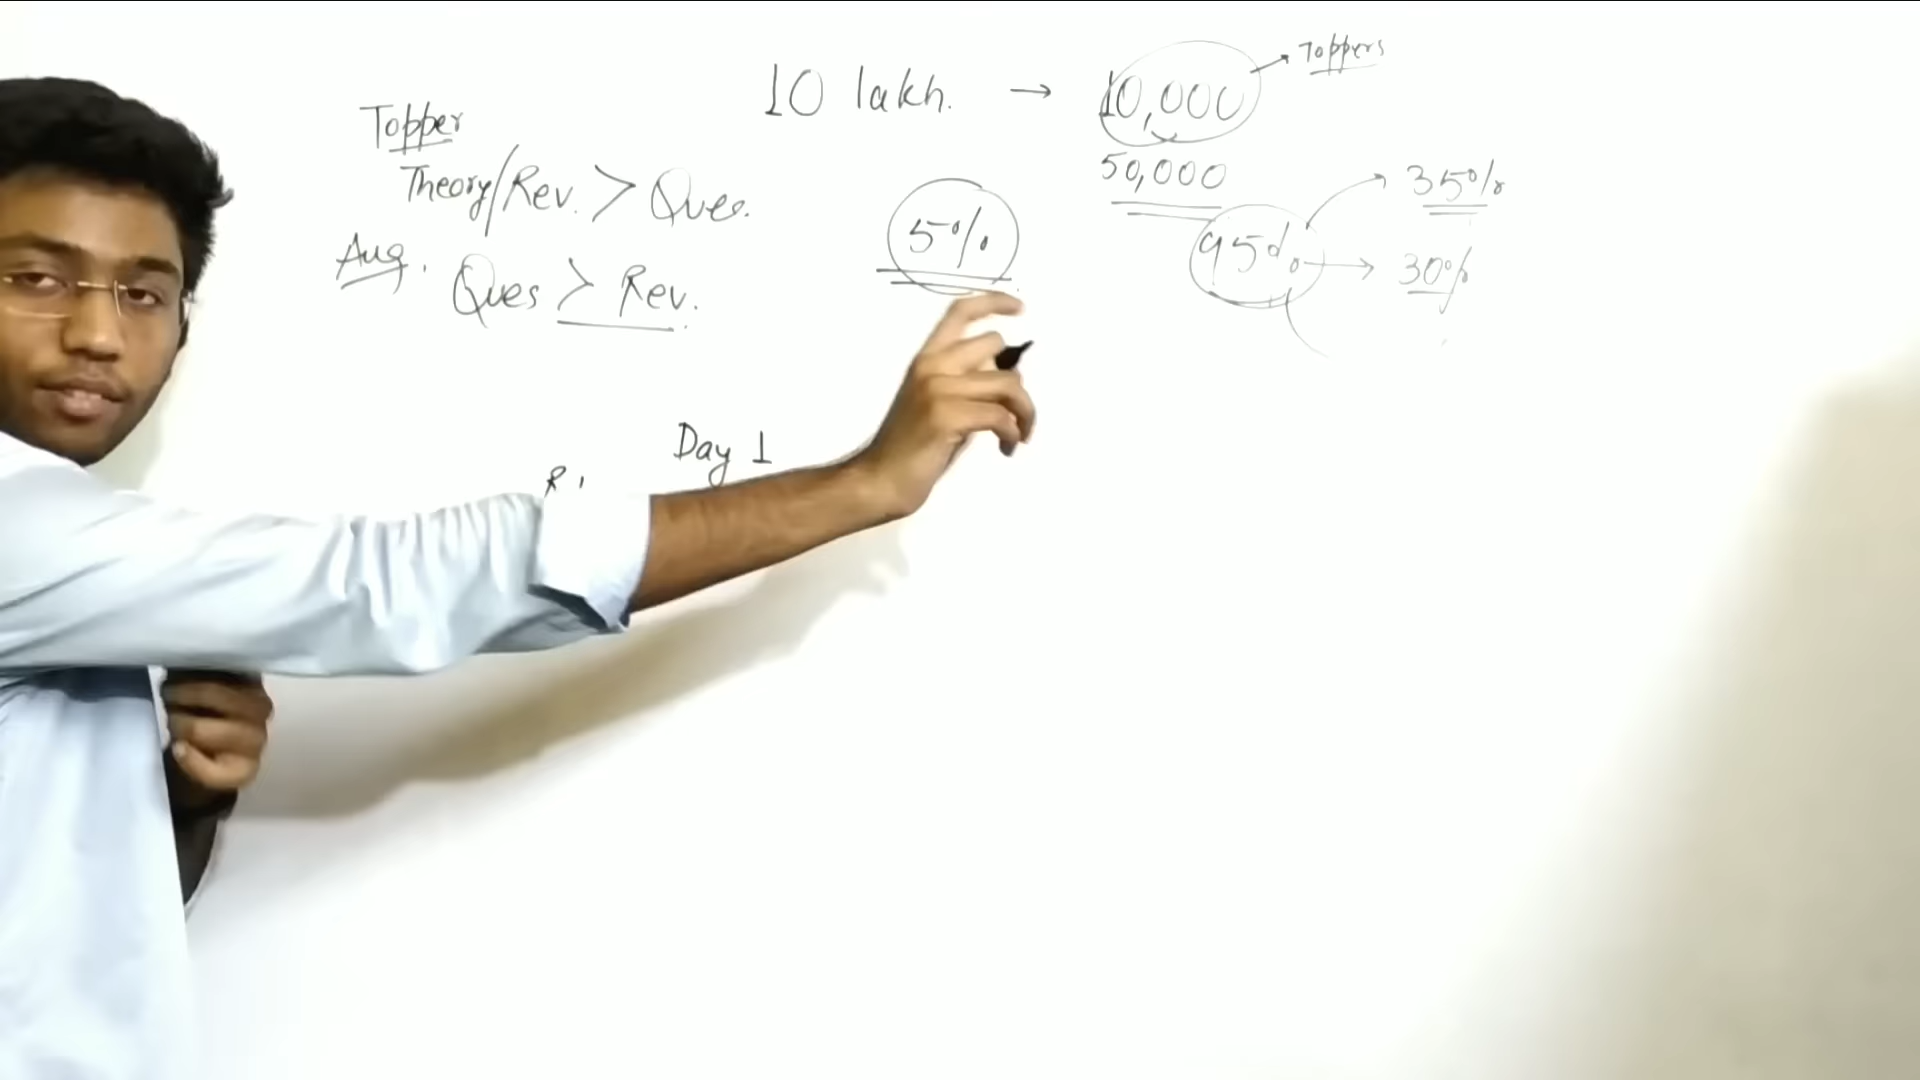 Topper
Theory/Rev. > Ques.
Aug. Ques > Rev.
10 lakh. → 10,000 → Toppers
50,000
5%
95% → 35%
→ 30%
Day 1